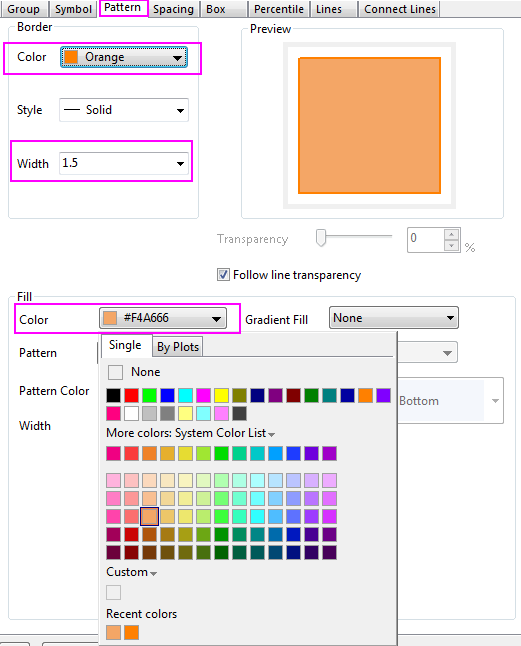 Group Symbol Pattern Spacing Box Percentile Lines Connect Lines
Border
Preview
Color Orange
Style Solid
Width 1.5
Transparency 0 %
Follow line transparency
Fill
Color #F4A666 Gradient Fill None
Pattern
Single By Plots
None
Pattern Color
Bottom
Width
More colors: System Color List
Custom
Recent colors